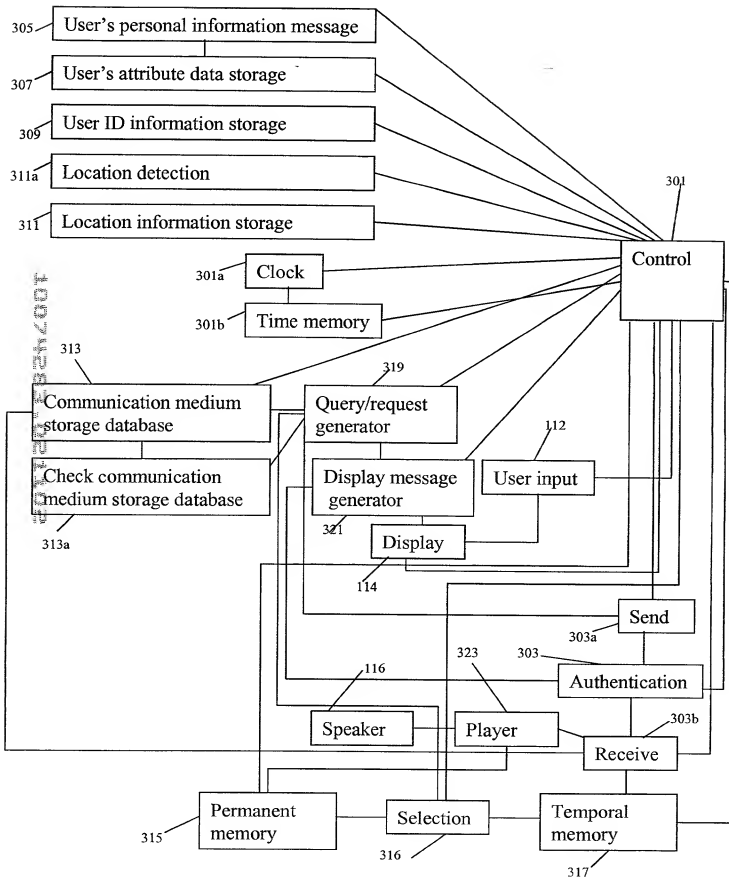 305 User's personal information message
307 User's attribute data storage
309 User ID information storage
311a Location detection
311 Location information storage
301
Control
301a Clock
301b Time memory
313
Communication medium
storage database
319
Query/request
generator
112
User input
Check communication
medium storage database
313a
Display message
generator
321
Display
114
Send
303a
303
Authentication
116
Speaker
323
Player
303b
Receive
Permanent
memory
315
Selection
316
Temporal
memory
317